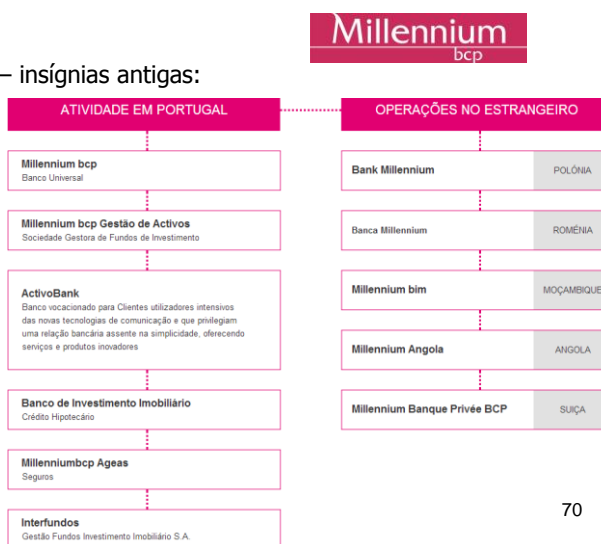 Millennium
bcp
– insígnias antigas:
ATIVIDADE EM PORTUGAL
Millennium bcp
Banco Universal
Millennium bcp Gestão de Activos
Sociedade Gestora de Fundos de Investimento
ActivoBank
Banco vocacionado para Clientes utilizadores intensivos
das novas tecnologias de comunicação e que privilegiam
uma relação bancária assente na simplicidade, oferecendo
serviços e produtos inovadores
Banco de Investimento Imobiliário
Crédito Hipotecário
Millenniumbcp Ageas
Seguros
Interfundos
Gestão Fundos Investimento Imobiliário S.A.
OPERAÇÕES NO ESTRANGEIRO
Bank Millennium POLÓNIA
Banca Millennium ROMÉNIA
Millennium bim MOÇAMBIQUE
Millennium Angola ANGOLA
Millennium Banque Privée BCP SUIÇA
70